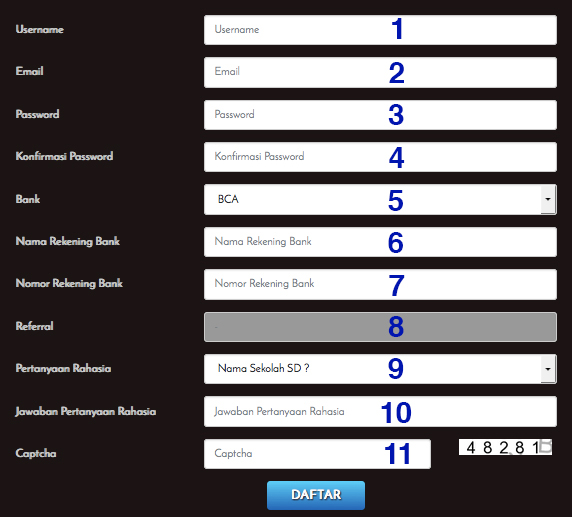 Username Username 1
Email Email 2
Password Password 3
Konfirmasi Password Konfirmasi Password 4
Bank BCA 5
Nama Rekening Bank Nama Rekening Bank 6
Nomor Rekening Bank Nomor Rekening Bank 7
Referral - 8
Pertanyaan Rahasia Nama Sekolah SD ? 9
Jawaban Pertanyaan Rahasia Jawaban Pertanyaan Rahasia 10
Captcha Captcha 11 48281
DAFTAR